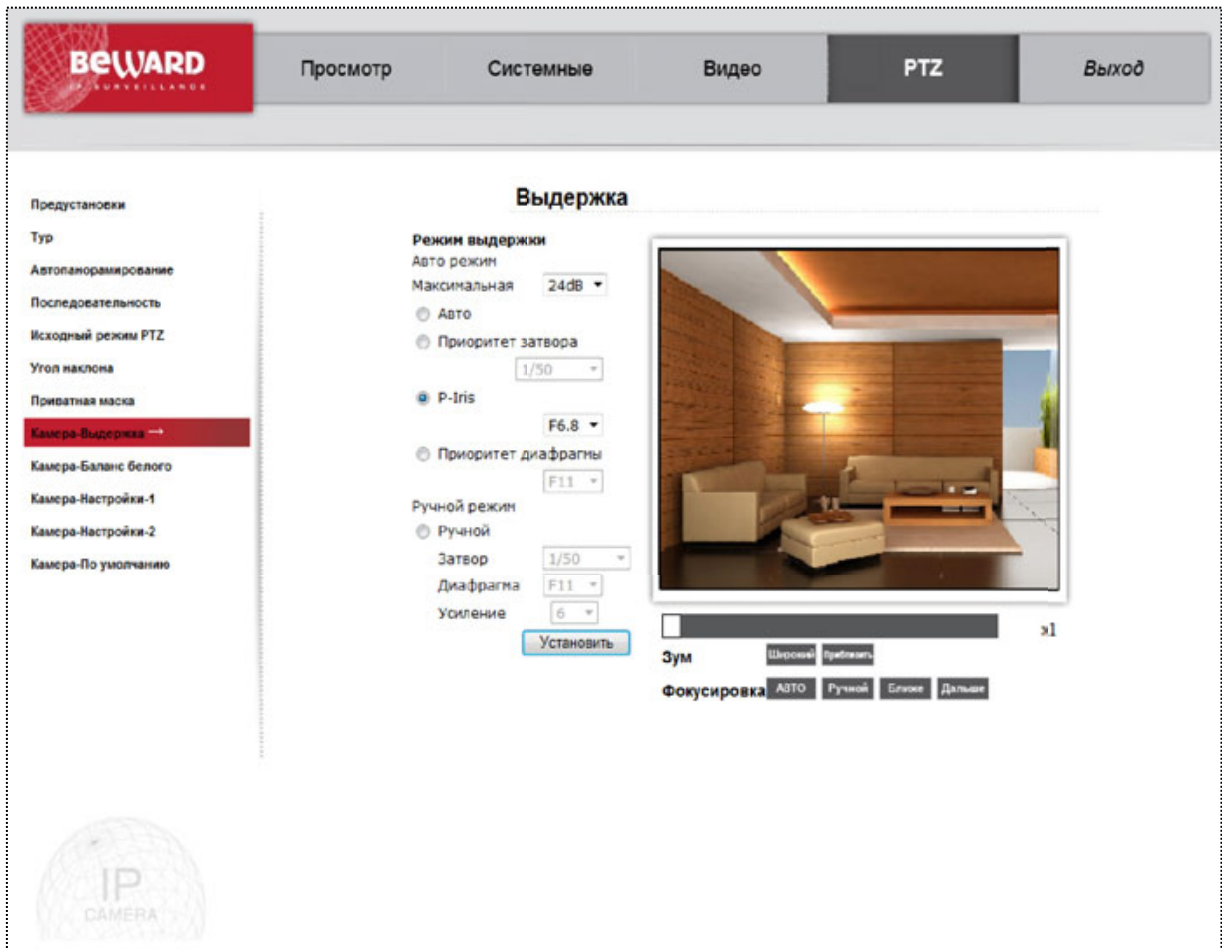 BEWARD
IP SURVEILLANCE
Просмотр
Системные
Видео
PTZ
Выход
Предустановки
Тур
Автопанорамирование
Последовательность
Исходный режим PTZ
Угол наклона
Приватная маска
Камера-Выдержка →
Камера-Баланс белого
Камера-Настройки-1
Камера-Настройки-2
Камера-По умолчанию
Выдержка
Режим выдержки
Авто режим
Максимальная 24dB
Авто
Приоритет затвора
1/50
P-Iris
F6.8
Приоритет диафрагмы
F11
Ручной режим
Ручной
Затвор 1/50
Диафрагма F11
Усиление 6
Установить
x1
Зум Широкий Приблизить
Фокусировка АВТО Ручной Ближе Дальше
IP
CAMERA